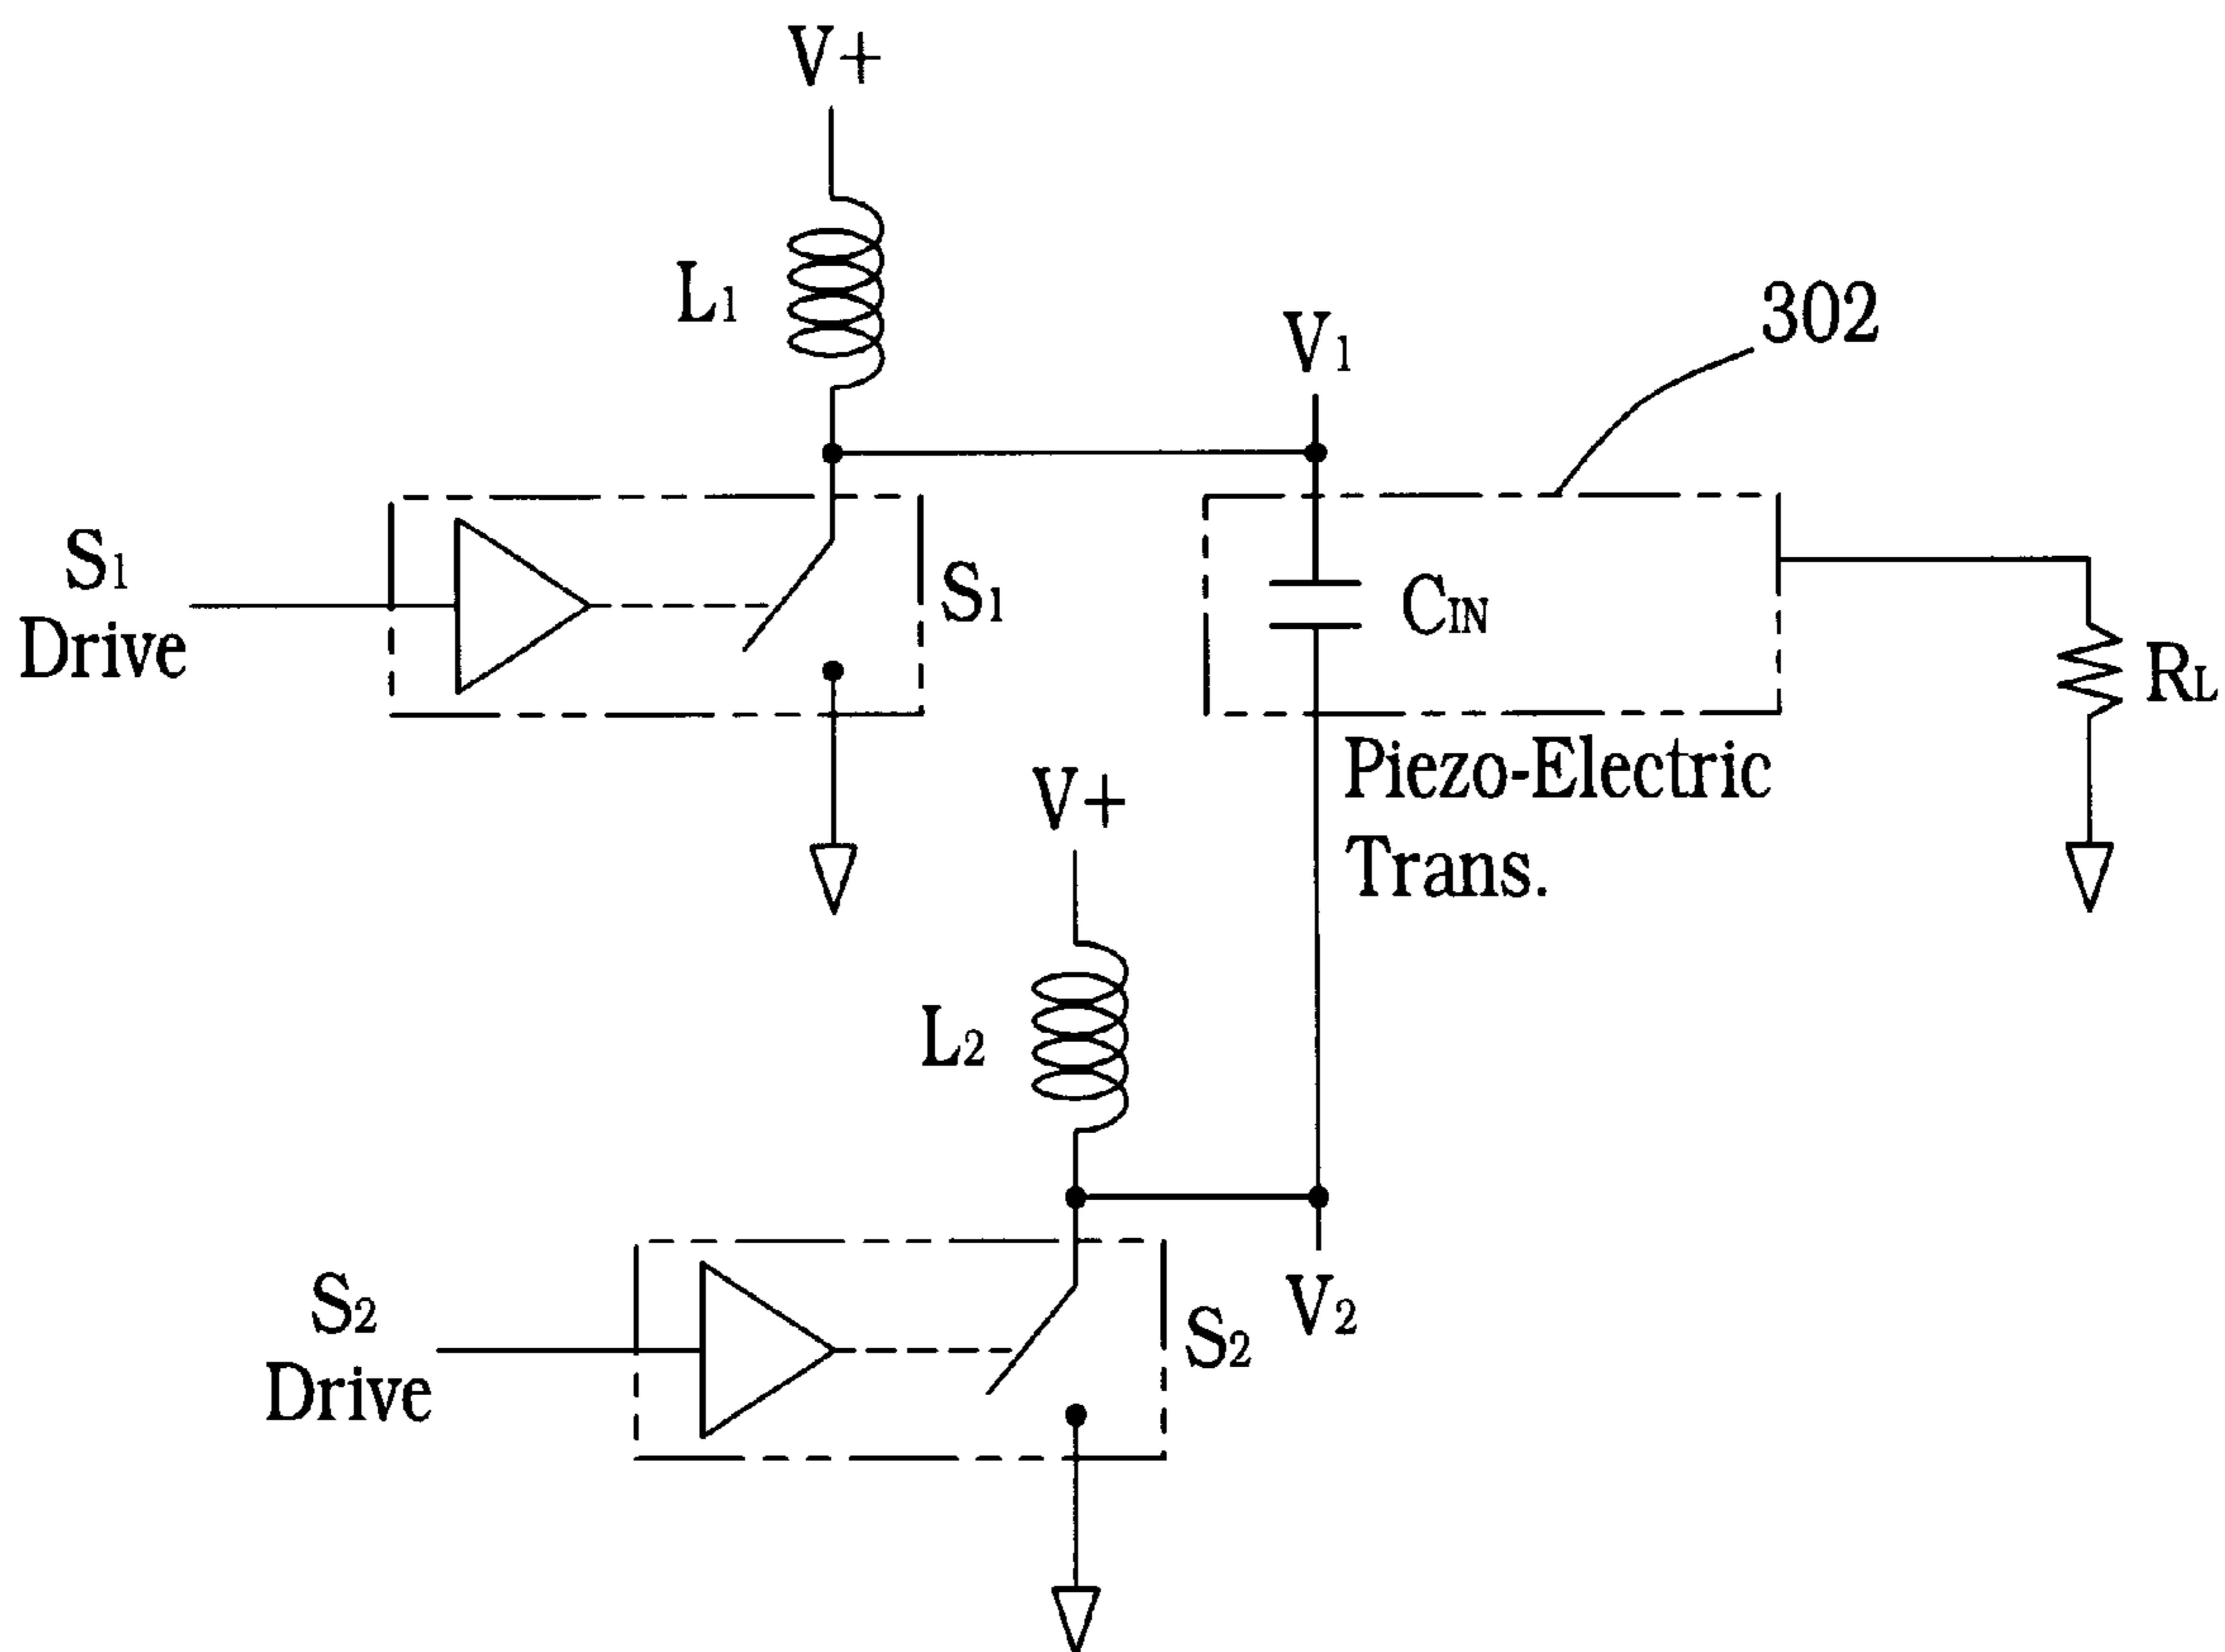 V+
L1
V1
302
S1
Drive
S1
CIN
RL
Piezo-Electric
Trans.
V+
L2
S2
Drive
S2
V2